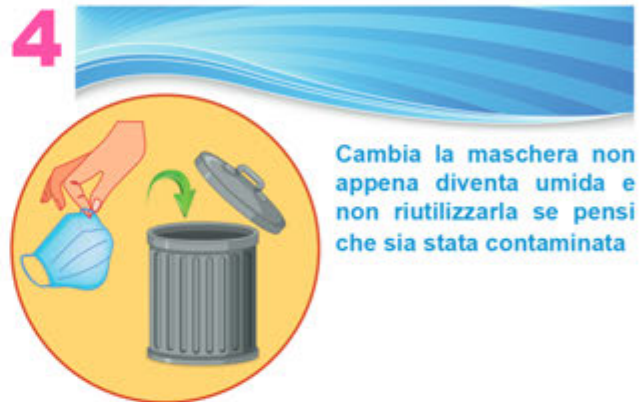 4
Cambia la maschera non
appena diventa umida e
non riutilizzarla se pensi
che sia stata contaminata